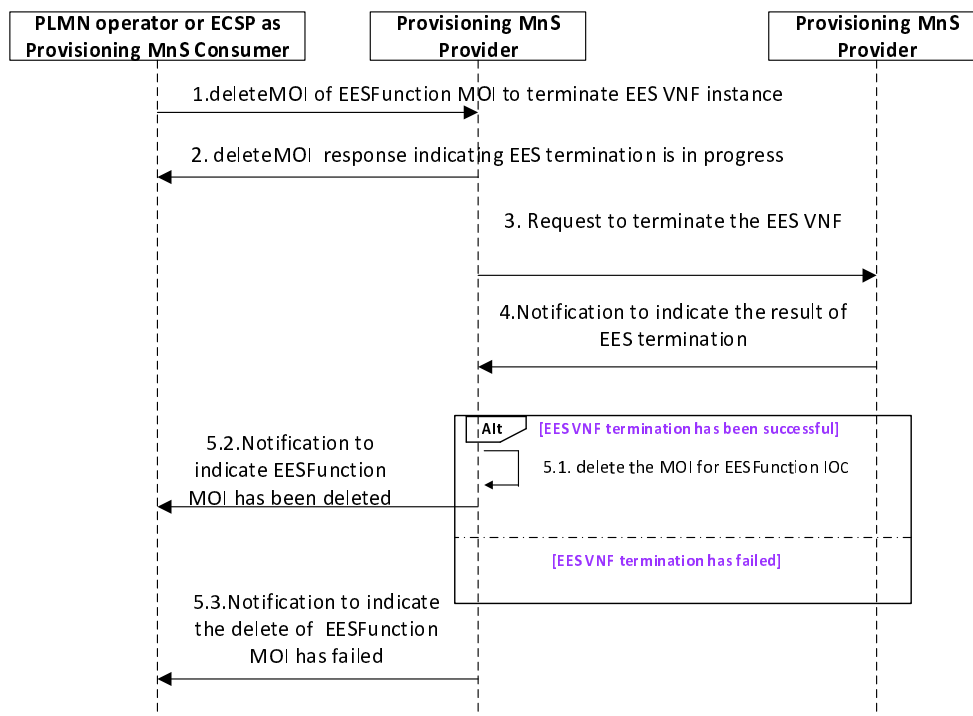 PLMN operator or ECSP as
Provisioning MnS Consumer
Provisioning MnS
Provider
Provisioning MnS
Provider
1.deleteMOI of EESFunction MOI to terminate EES VNF instance
2. deleteMOI response indicating EES termination is in progress
3. Request to terminate the EES VNF
4.Notification to indicate the result of
EES termination
Alt
[EES VNF termination has been successful]
5.1. delete the MOI for EESFunction IOC
5.2.Notification to
indicate EESFunction
MOI has been deleted
[EES VNF termination has failed]
5.3.Notification to indicate
the delete of EESFunction
MOI has failed